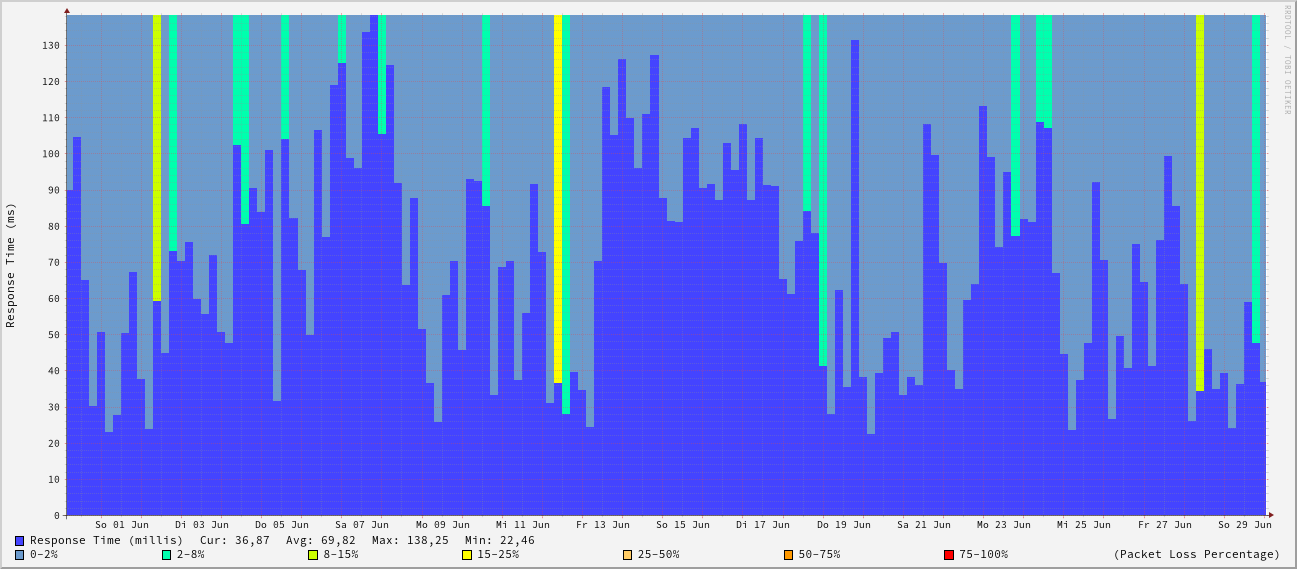 RRDTOOL / TOBI OETIKER
Response Time (ms)
130
120
110
100
90
80
70
60
50
40
30
20
10
0
So 01 Jun Di 03 Jun Do 05 Jun Sa 07 Jun Mo 09 Jun Mi 11 Jun Fr 13 Jun So 15 Jun Di 17 Jun Do 19 Jun Sa 21 Jun Mo 23 Jun Mi 25 Jun Fr 27 Jun So 29 Jun
Response Time (millis) Cur: 36,87 Avg: 69,82 Max: 138,25 Min: 22,46
0-2% 2-8% 8-15% 15-25% 25-50% 50-75% 75-100% (Packet Loss Percentage)